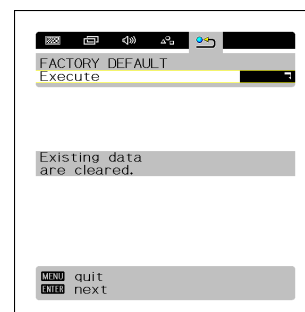 FACTORY DEFAULT
Execute
Existing data
are cleared.
MENU quit
ENTER next